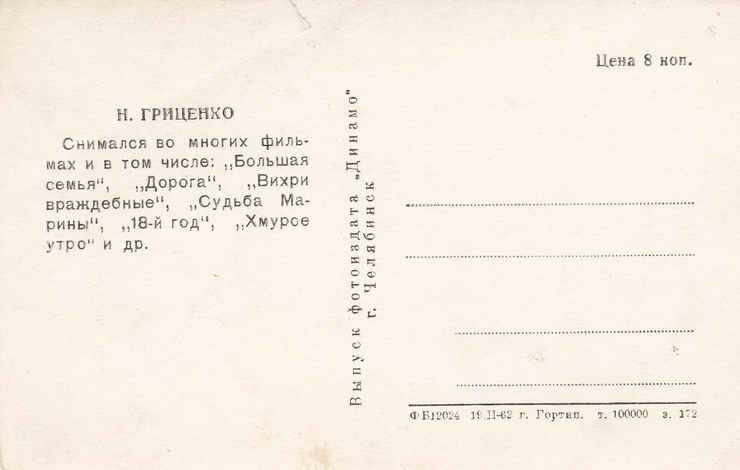 Н. ГРИЦЕНКО
Снимался во многих филь-
мах и в том числе: „Большая
семья“, „Дорога“, „Вихри
враждебные“, „Судьба Ма-
рины“, „18-й год“, „Хмурое
утро“ и др.
Выпуск фотоиздата „Динамо"
г. Челябинск
Цена 8 коп.
ФБ12024 19.II-62 г. Гортип. т. 100000 з. 172